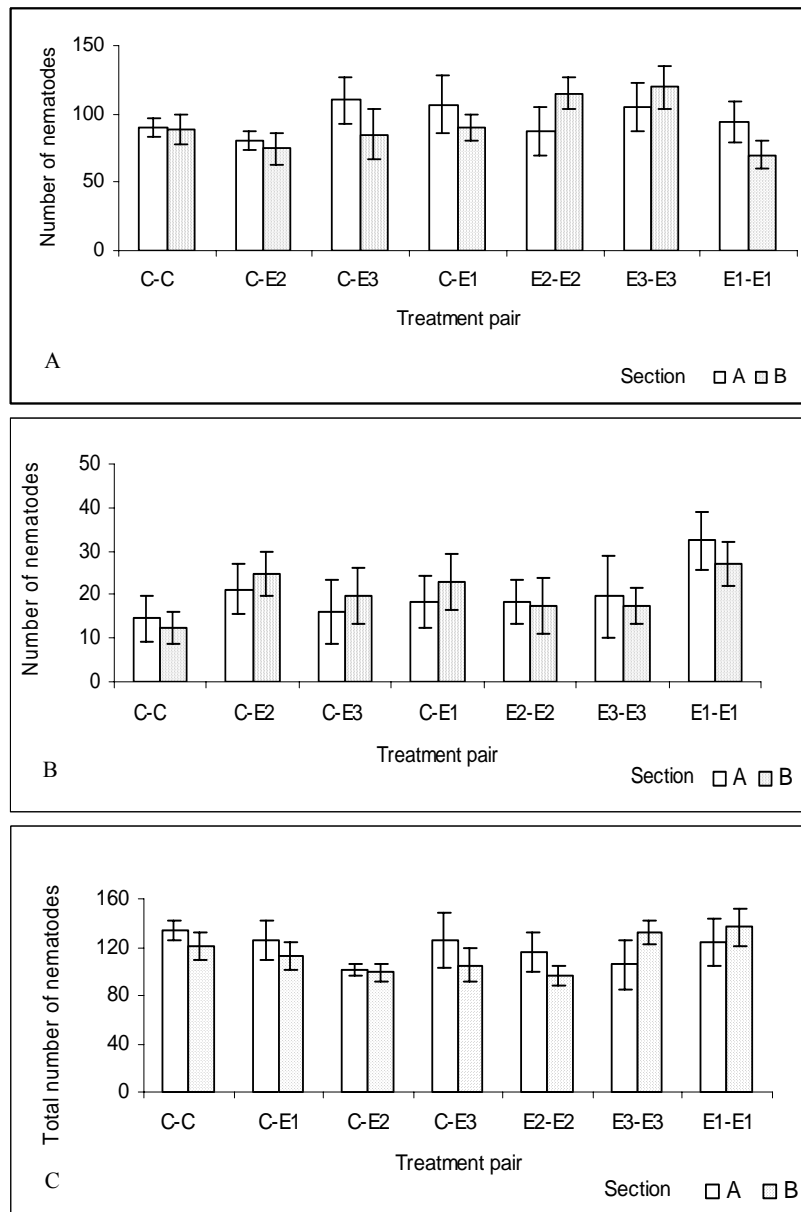 Number of nematodes
150
100
50
0
C-C C-E2 C-E3 C-E1 E2-E2 E3-E3 E1-E1
Treatment pair
A
Section A B
Number of nematodes
50
40
30
20
10
0
C-C C-E2 C-E3 C-E1 E2-E2 E3-E3 E1-E1
Treatment pair
B
Section A B
Total number of nematodes
160
120
80
40
0
C-C C-E1 C-E2 C-E3 E2-E2 E3-E3 E1-E1
Treatment pair
C
Section A B